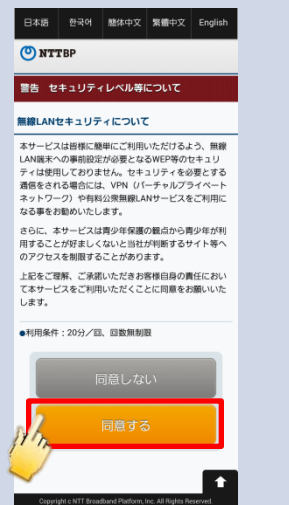 日本語 한국어 簡体中文 繁體中文 English
NTTBP
警告 セキュリティレベル等について
無線LANセキュリティについて
本サービスは皆様に簡単にご利用いただけるよう、無線
LAN端末への事前設定が必要となるWEP等のセキュリ
ティは使用しておりません。セキュリティを必要とする
通信をされる場合には、VPN（バーチャルプライベート
ネットワーク）や有料公衆無線LANサービスをご利用に
なる事をお勧めいたします。
さらに、本サービスは青少年保護の観点から青少年が利
用することが好ましくないと当社が判断するサイト等へ
のアクセスを制限することがあります。
上記をご理解、ご承諾いただきお客様自身の責任におい
て本サービスをご利用いただくことに同意をお願いいた
します。
●利用条件：20分／回、回数無制限
同意しない
同意する
Copyright c NTT Broadband Platform, Inc. All Rights Reserved.